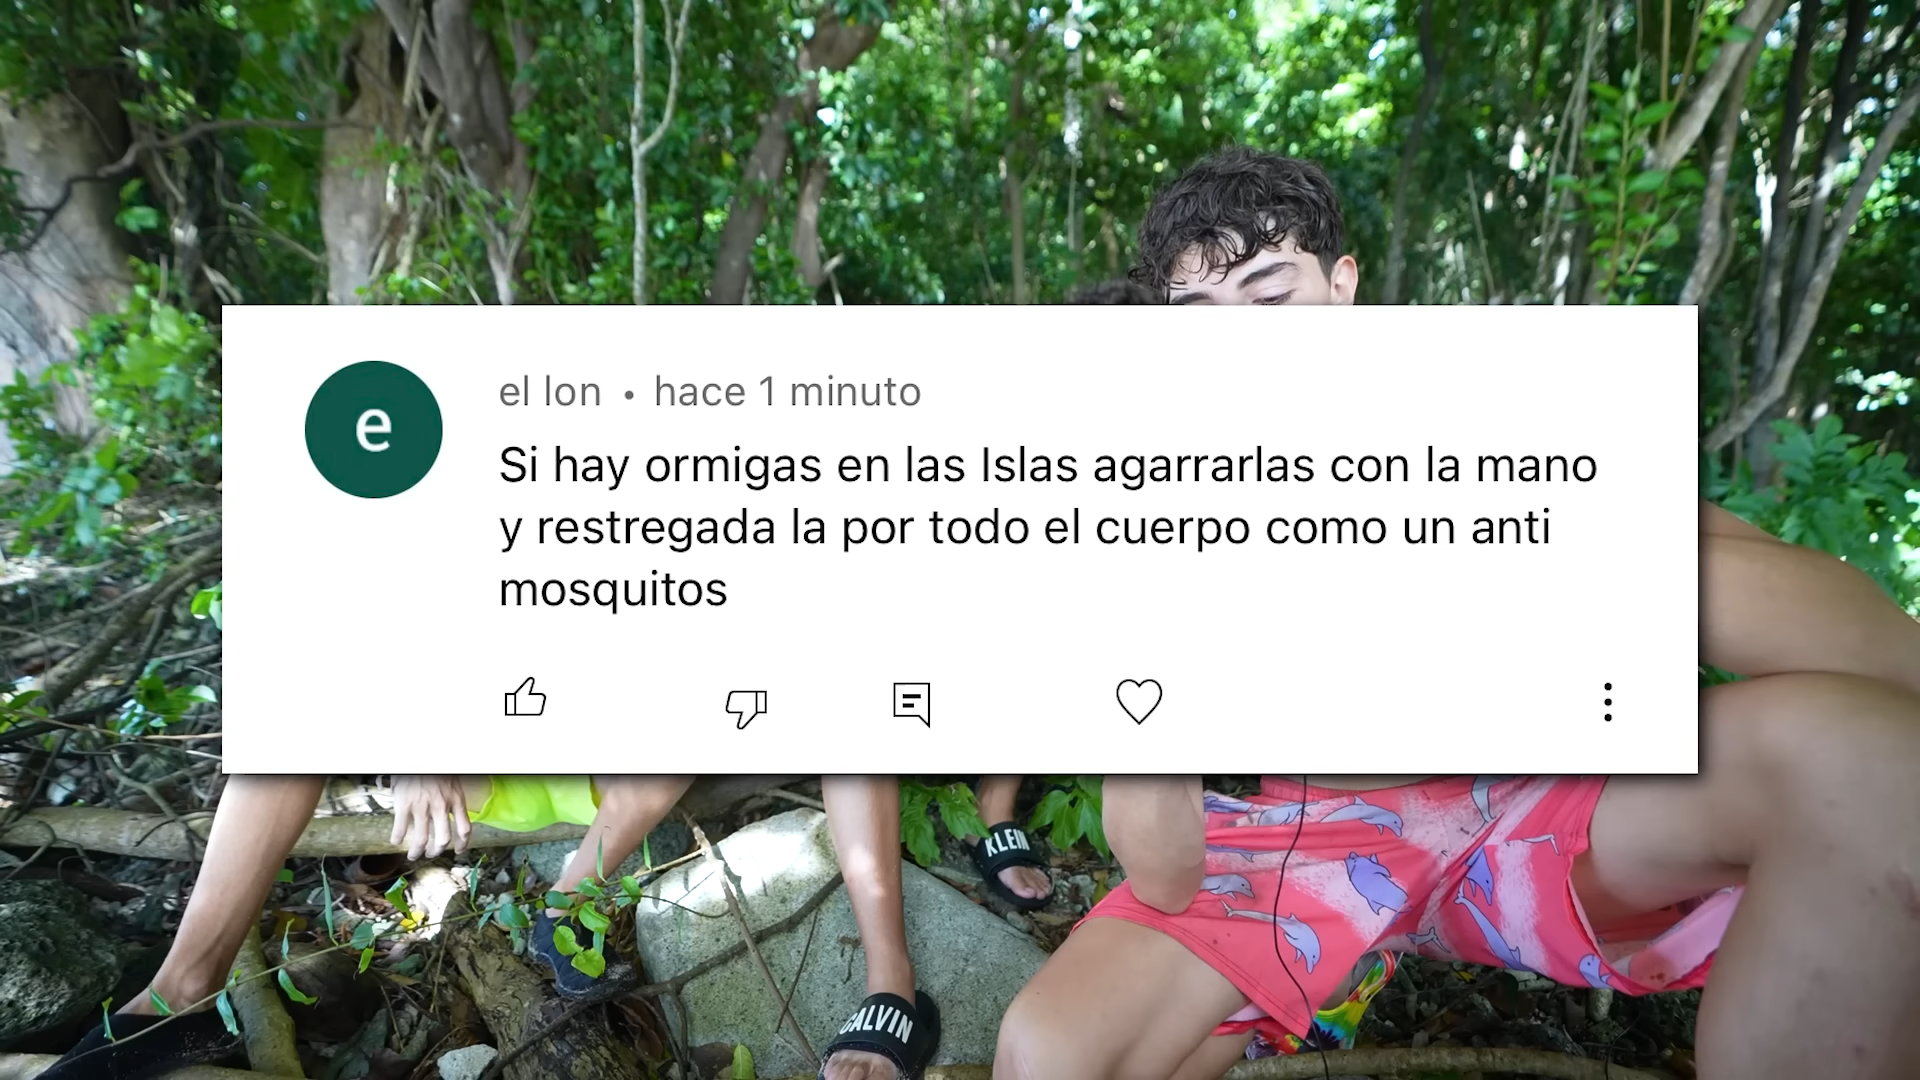 e
el lon • hace 1 minuto
Si hay ormigas en las Islas agarrarlas con la mano
y restregada la por todo el cuerpo como un anti
mosquitos
KLEIN
CALVIN